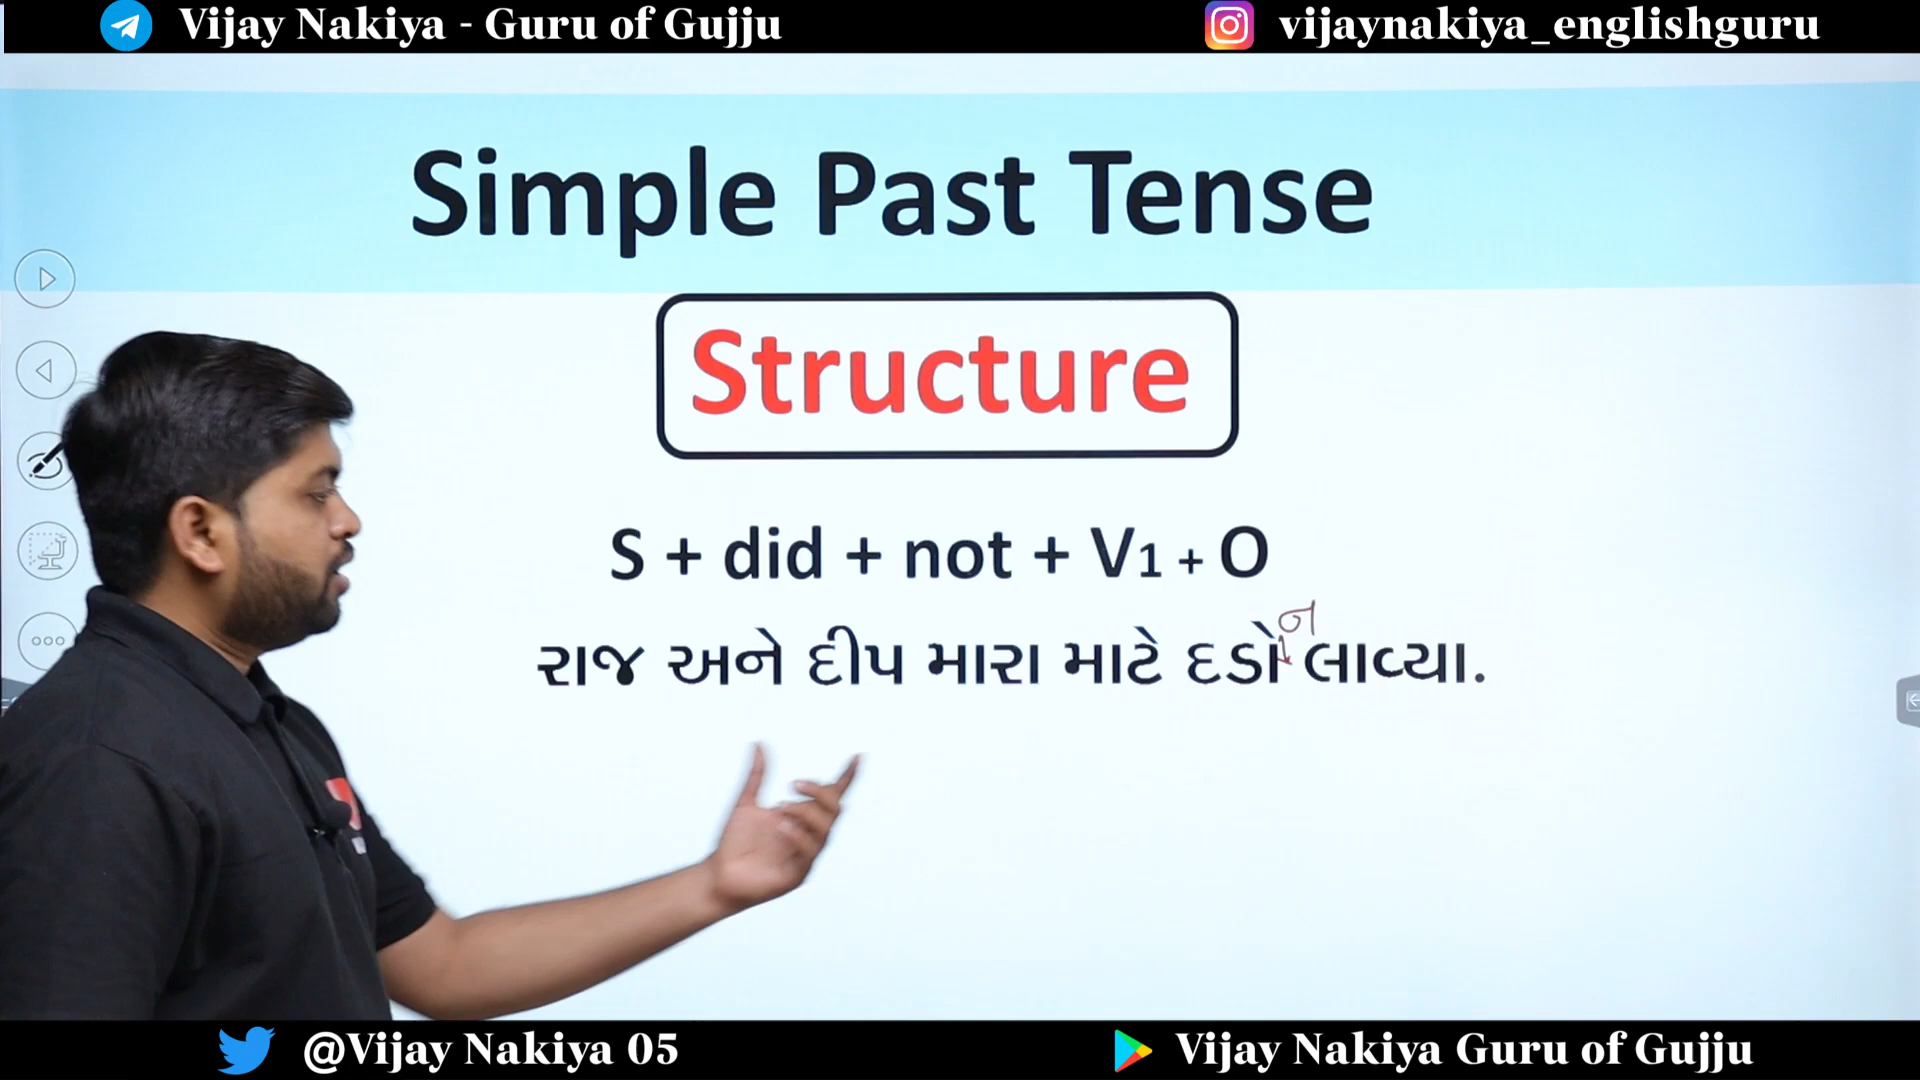 Vijay Nakiya - Guru of Gujju
vijaynakiya_englishguru
Simple Past Tense
Structure
S + did + not + V1 + O
ન
રાજ અને દીપ મારા માટે દડો લાવ્યા.
@Vijay Nakiya 05
Vijay Nakiya Guru of Gujju